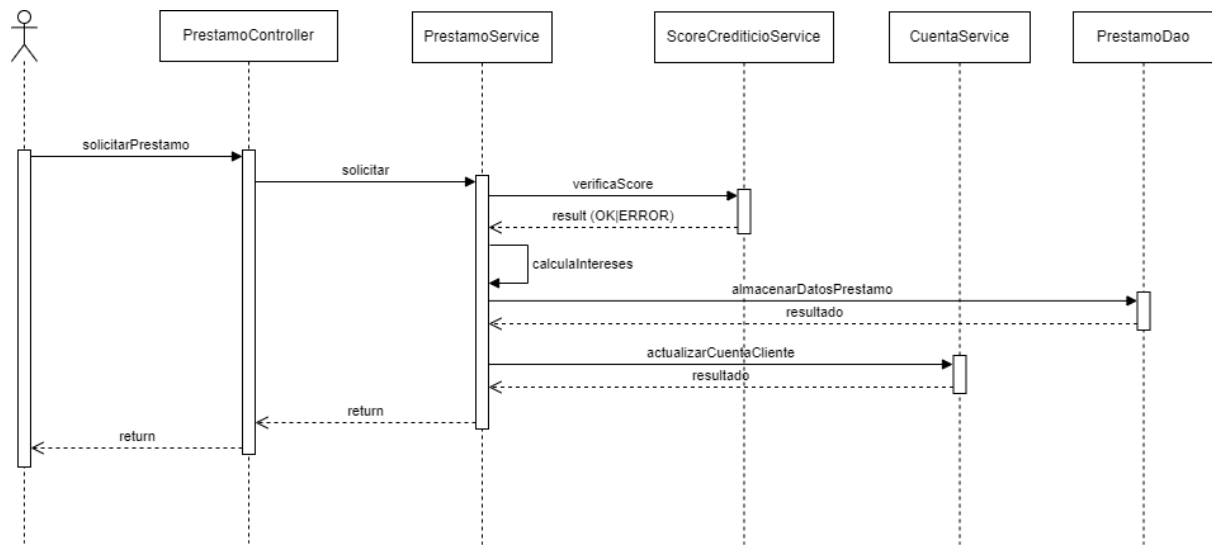 PrestamoController
PrestamoService
ScoreCrediticioService
CuentaService
PrestamoDao
solicitarPrestamo
solicitar
verificaScore
result (OK|ERROR)
calculaIntereses
almacenarDatosPrestamo
resultado
actualizarCuentaCliente
resultado
return
return